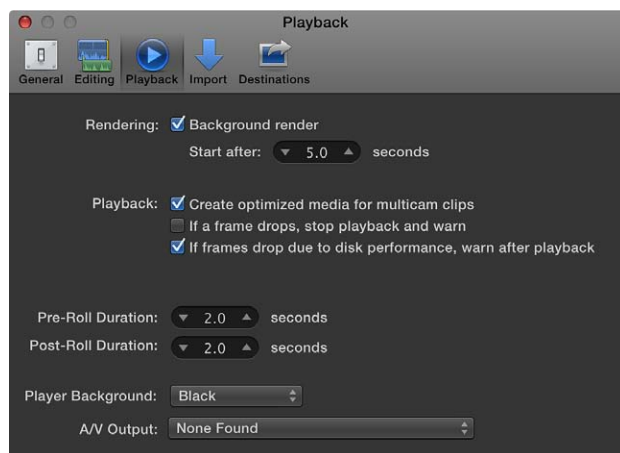 Playback
General Editing Playback Import Destinations
Rendering: Background render
Start after: 5.0 seconds
Playback: Create optimized media for multicam clips
If a frame drops, stop playback and warn
If frames drop due to disk performance, warn after playback
Pre-Roll Duration: 2.0 seconds
Post-Roll Duration: 2.0 seconds
Player Background: Black
A/V Output: None Found